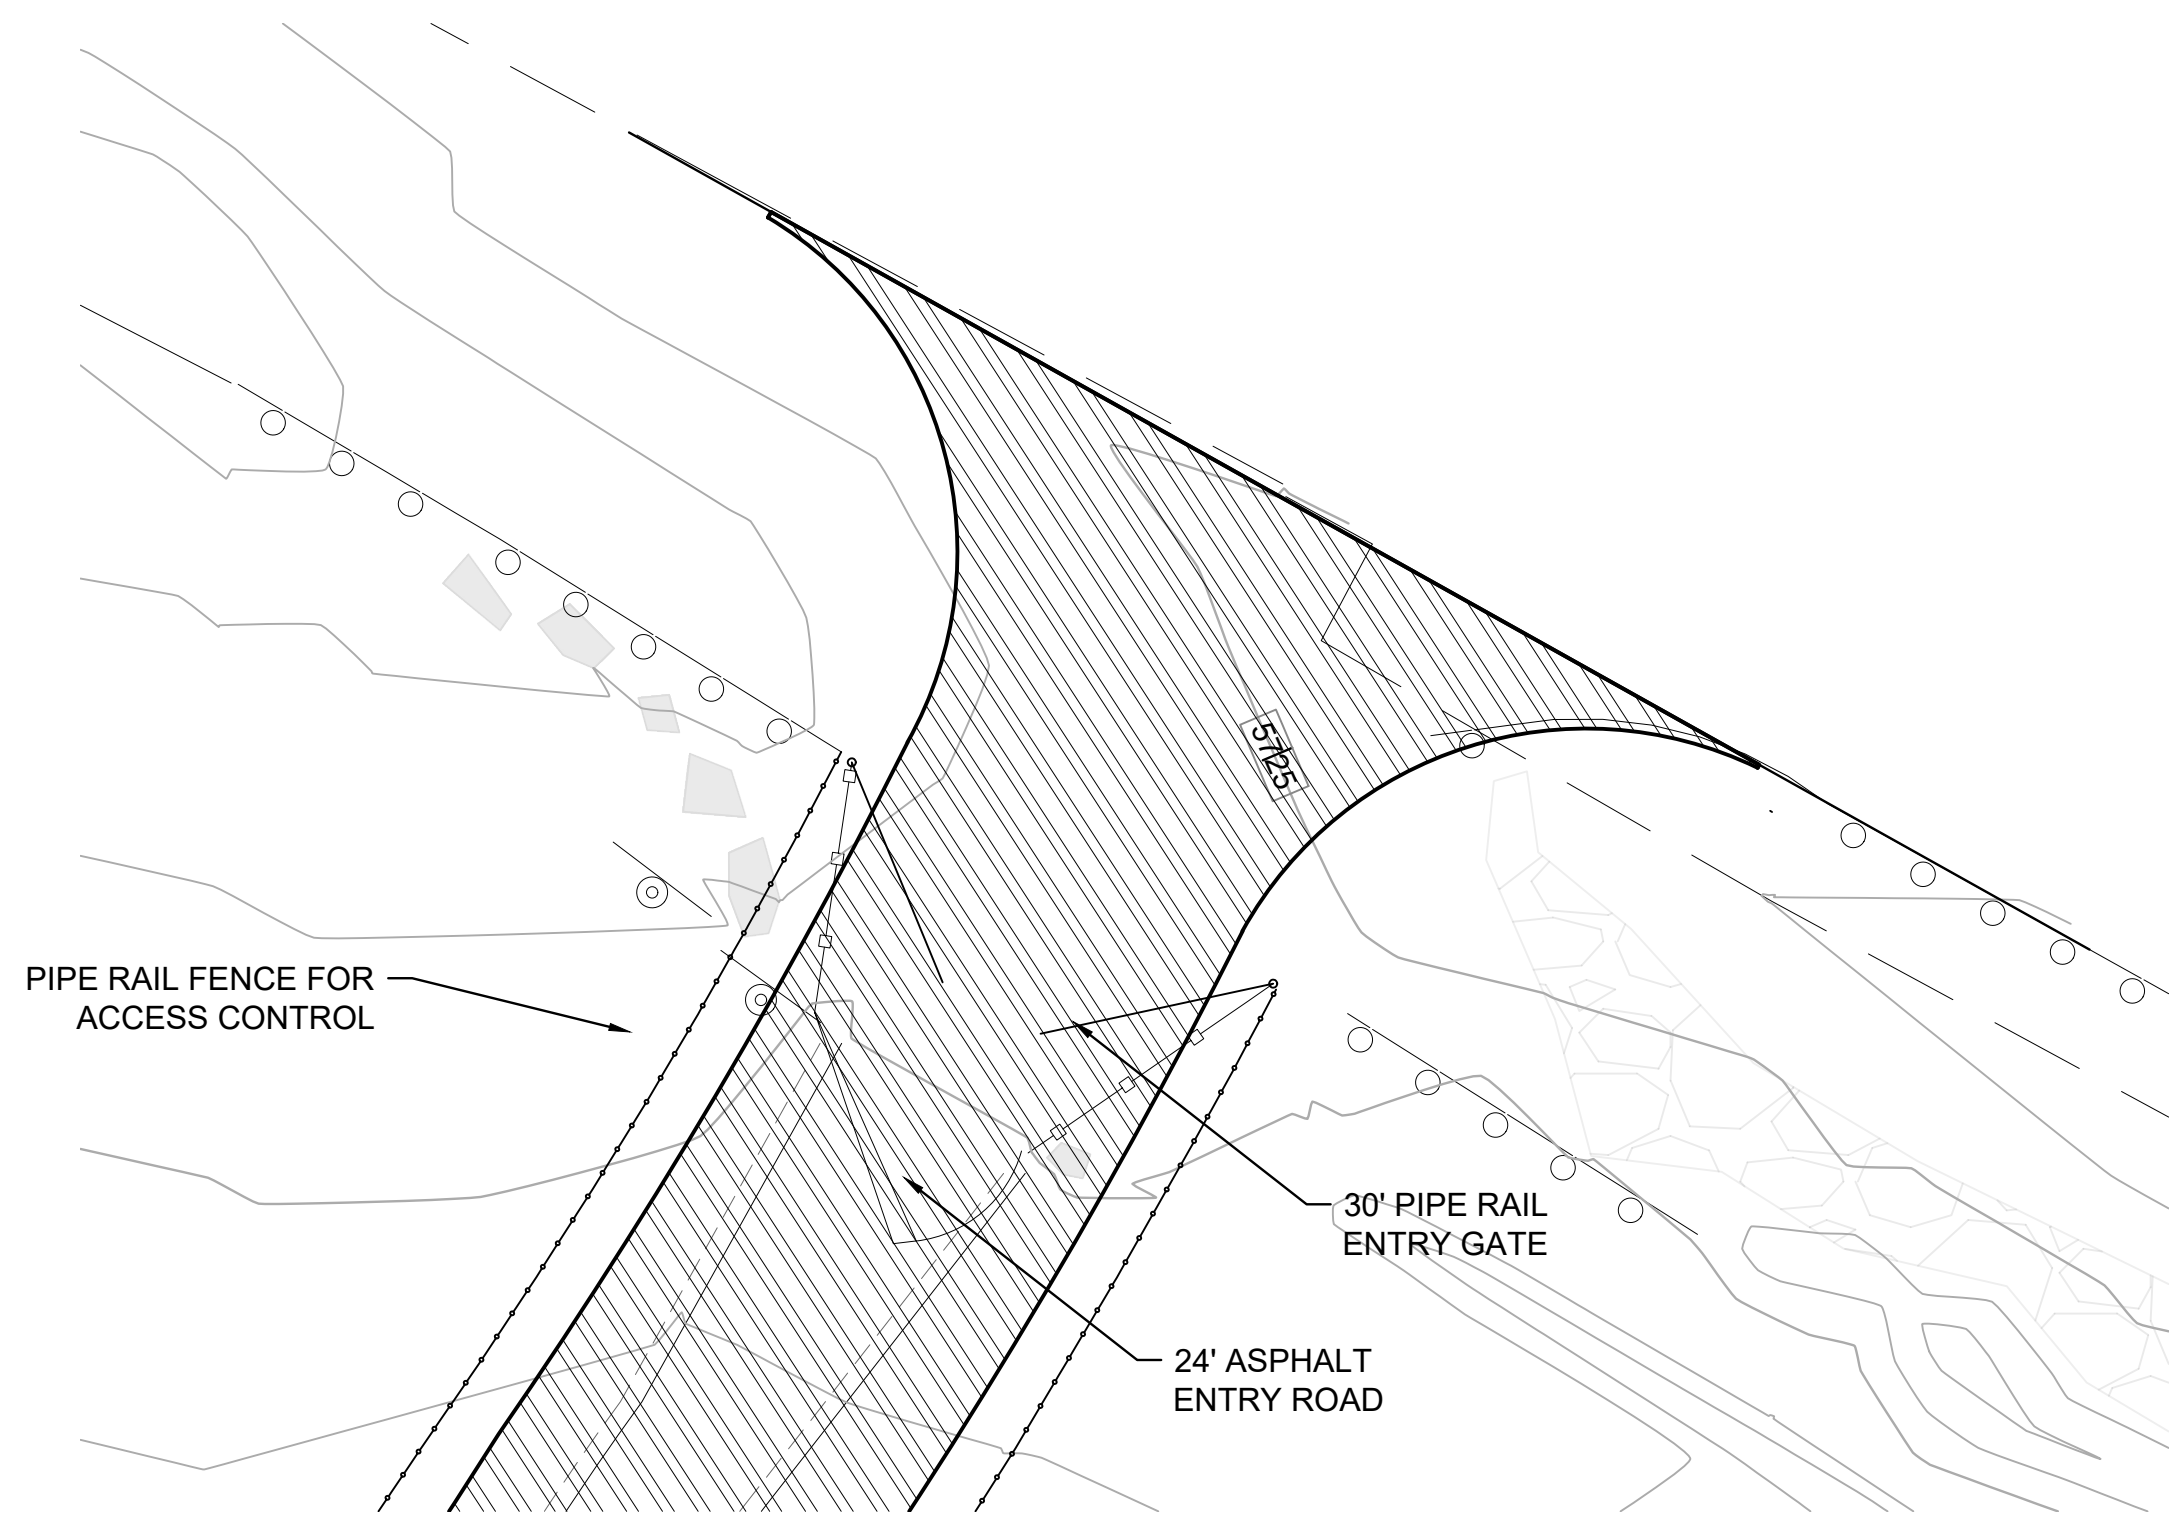 5725
PIPE RAIL FENCE FOR
ACCESS CONTROL
30' PIPE RAIL
ENTRY GATE
24' ASPHALT
ENTRY ROAD